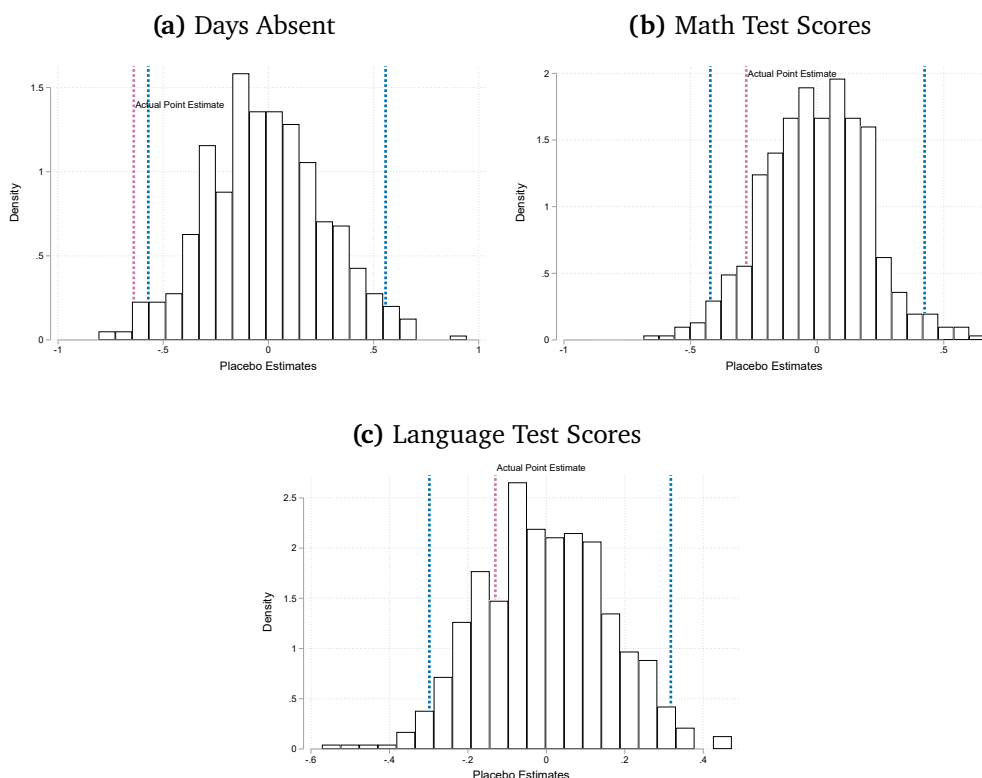 (a) Days Absent
(b) Math Test Scores
1.5
1
.5
0
Density
Actual Point Estimate
-1
-.5
0
.5
1
Placebo Estimates
2
1.5
1
.5
0
Density
Actual Point Estimate
-1
-.5
0
.5
Placebo Estimates
(c) Language Test Scores
Actual Point Estimate
2.5
2
1.5
1
.5
0
Density
-.6
-.4
-.2
0
.2
.4
Placebo Estimates